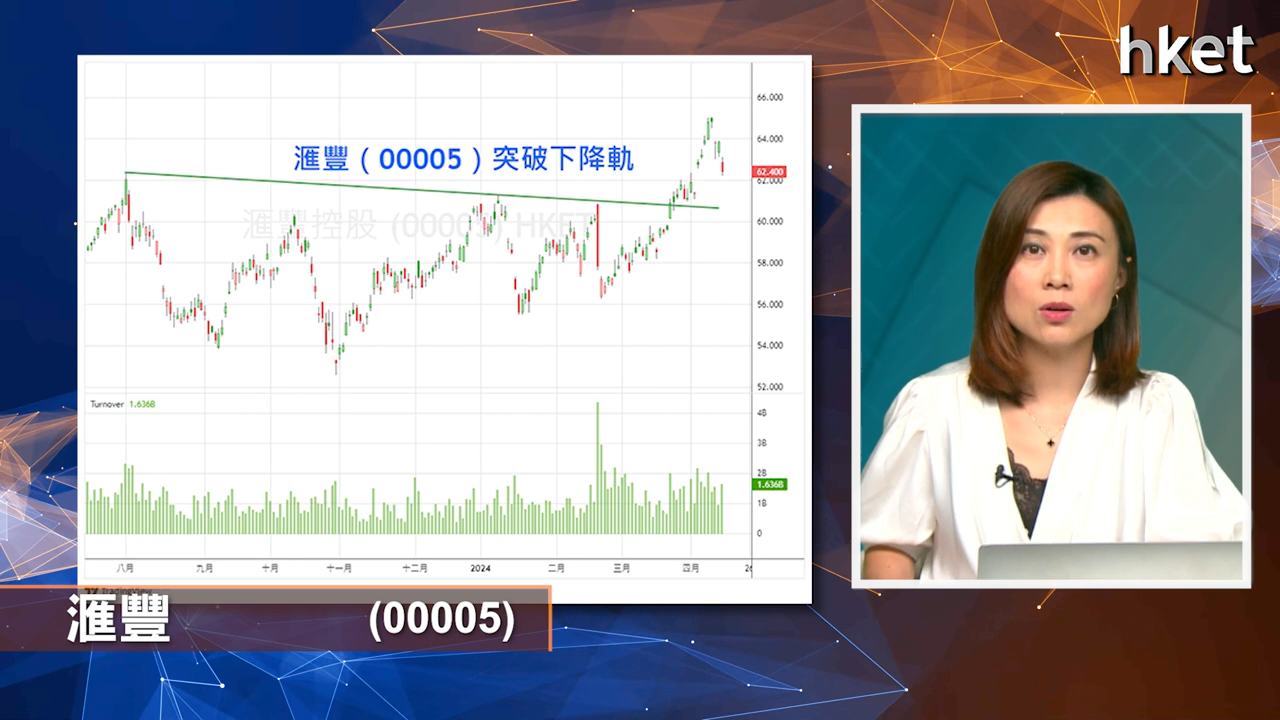 hket
66.000
64.000
滙豐（00005）突破下降軌
62.400
62.000
滙豐控股 (00005) HKET
60.000
58.000
56.000
54.000
52.000
Turnover 1.636B
4B
3B
2B
1.636B
1B
0
八月 九月 十月 十一月 十二月 2024 二月 三月 四月
滙豐 (00005)